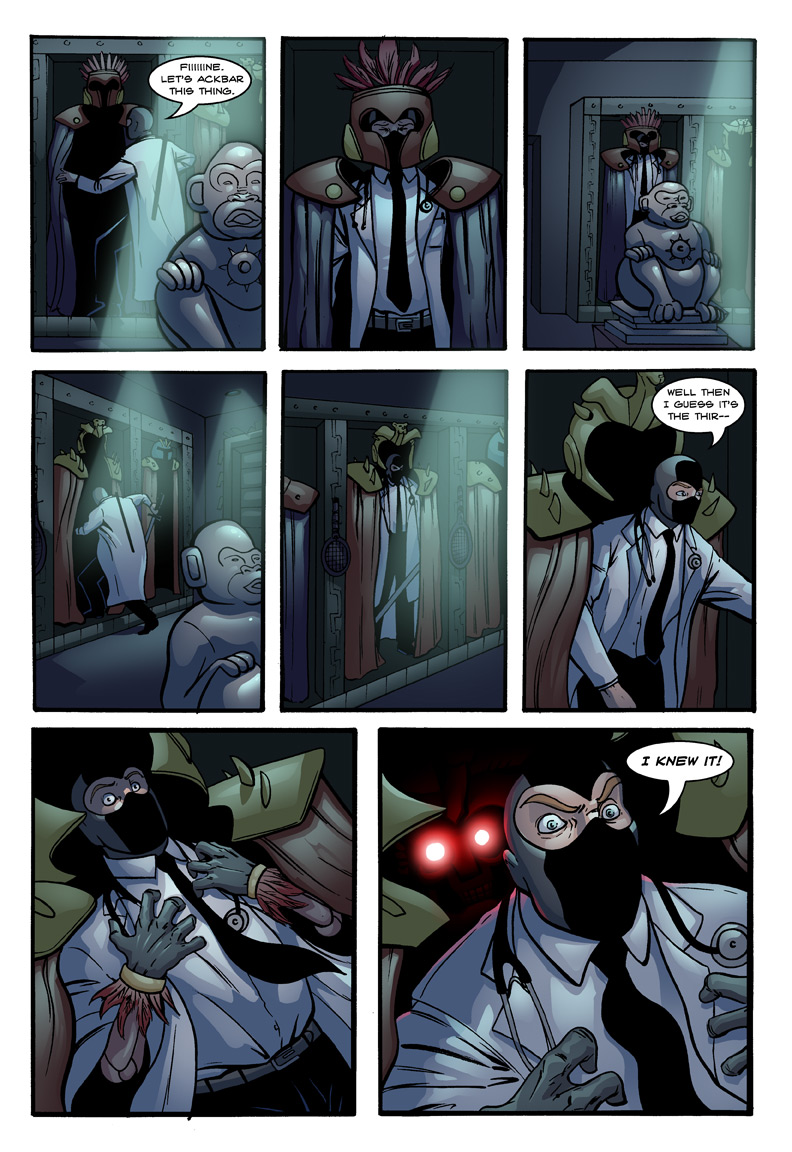 FIIIIIINE.
LET'S ACKBAR
THIS THING.
WELL THEN
I GUESS IT'S
THE THIR--
I KNEW IT!